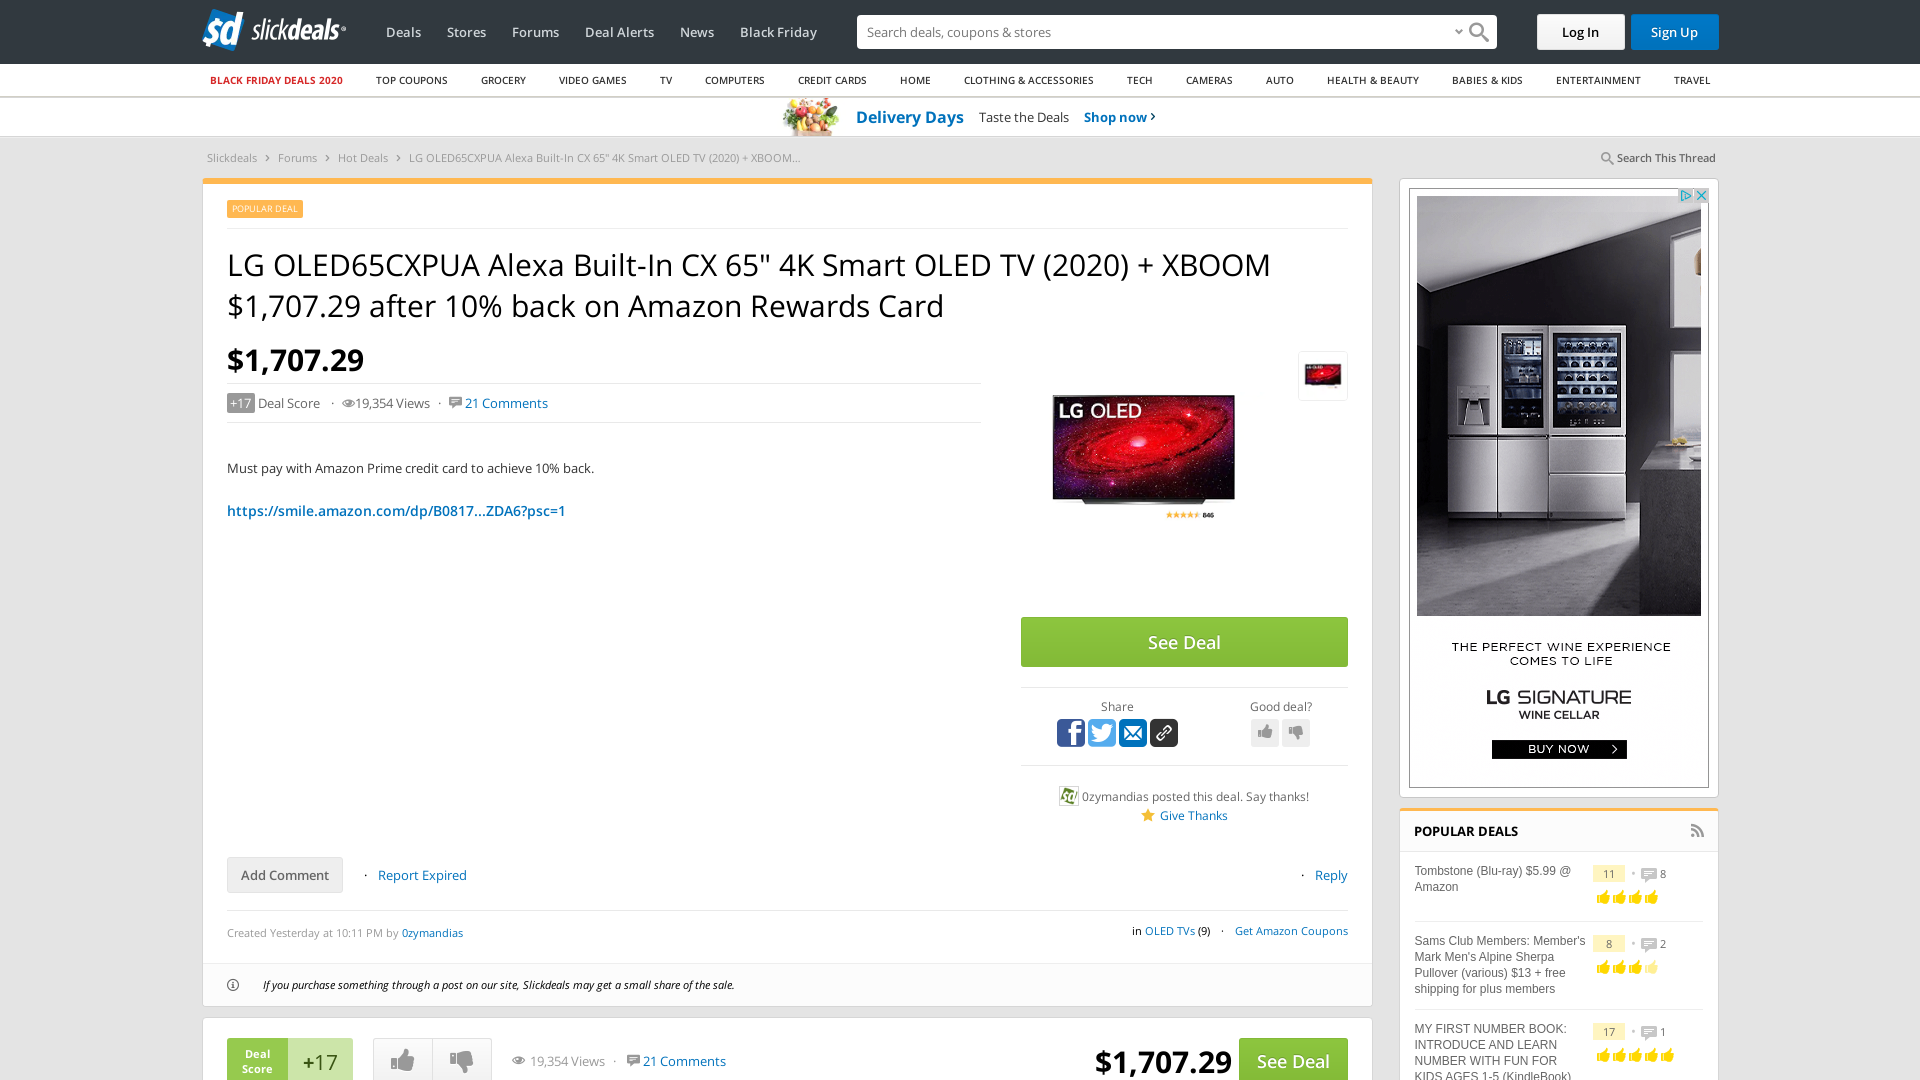 slickdeals
Deals
Stores
Forums
Deal Alerts
News
Black Friday
Search deals, coupons & stores
Log In
Sign Up
BLACK FRIDAY DEALS 2020
TOP COUPONS
GROCERY
VIDEO GAMES
TV
COMPUTERS
CREDIT CARDS
HOME
CLOTHING & ACCESSORIES
TECH
CAMERAS
AUTO
HEALTH & BEAUTY
BABIES & KIDS
ENTERTAINMENT
TRAVEL
Delivery Days Taste the Deals Shop now
Slickdeals > Forums > Hot Deals > LG OLED65CXPUA Alexa Built-In CX 65" 4K Smart OLED TV (2020) + XBOOM...
Search This Thread
POPULAR DEAL
LG OLED65CXPUA Alexa Built-In CX 65" 4K Smart OLED TV (2020) + XBOOM
$1,707.29 after 10% back on Amazon Rewards Card
$1,707.29
+17 Deal Score · 19,354 Views · 21 Comments
Must pay with Amazon Prime credit card to achieve 10% back.
https://smile.amazon.com/dp/B0817...ZDA6?psc=1
LG OLED
846
See Deal
Share
Good deal?
0zymandias posted this deal. Say thanks!
Give Thanks
Add Comment
· Report Expired
· Reply
Created Yesterday at 10:11 PM by 0zymandias
in OLED TVs (9) · Get Amazon Coupons
If you purchase something through a post on our site, Slickdeals may get a small share of the sale.
Deal
Score
+17
19,354 Views · 21 Comments
$1,707.29
See Deal
THE PERFECT WINE EXPERIENCE
COMES TO LIFE
LG SIGNATURE
WINE CELLAR
BUY NOW
POPULAR DEALS
Tombstone (Blu-ray) $5.99 @
Amazon
11 • 8
Sams Club Members: Member's
Mark Men's Alpine Sherpa
Pullover (various) $13 + free
shipping for plus members
8 • 2
MY FIRST NUMBER BOOK:
INTRODUCE AND LEARN
NUMBER WITH FUN FOR
KIDS AGES 1-5 (KindleBook)
17 • 1